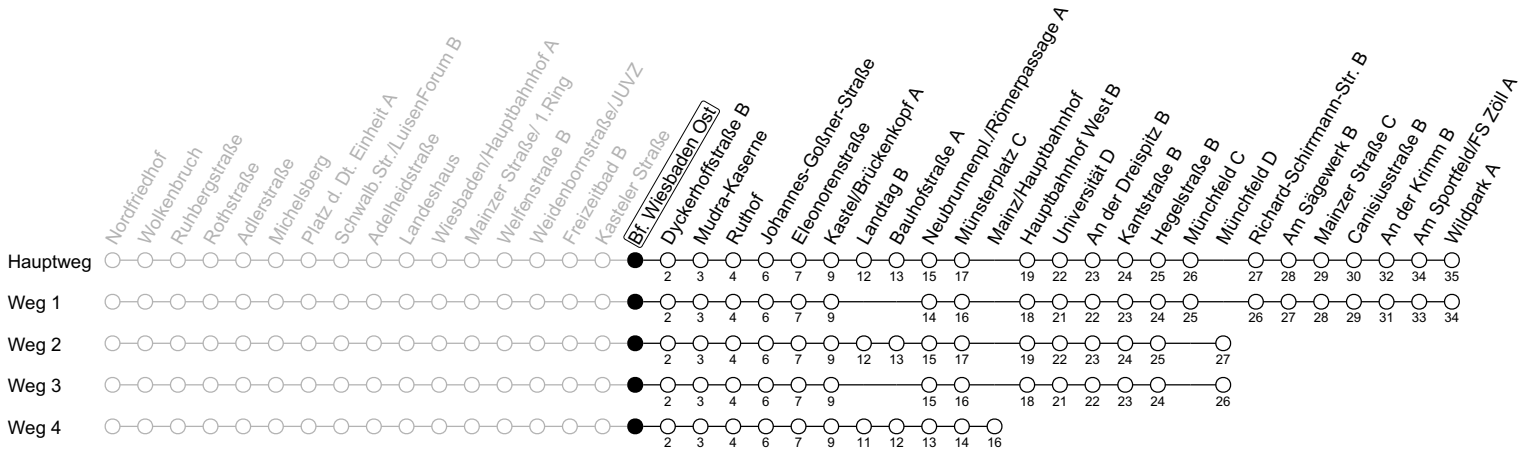 Nordfriedhof
Wolkenbruch
Ruhbergstraße
Rothstraße
Adlerstraße
Michelsberg
Platz d. Dt. Einheit A
Schwalb.Str./LuisenForum B
Adelheidstraße
Landeshaus
Wiesbaden/Hauptbahnhof A
Mainzer Straße/ 1.Ring
Welfenstraße B
Weidenbornstraße/JUVZ
Freizeitbad B
Kasteler Straße
Bf. Wiesbaden Ost
Dyckerhoffstraße B
Mudra-Kaserne
Ruthof
Johannes-Goßner-Straße
Eleonorenstraße
Kastel/Brückenkopf A
Landtag B
Bauhofstraße A
Neubrunnenpl./Römerpassage A
Münsterplatz C
Mainz/Hauptbahnhof
Hauptbahnhof West B
Universität D
An der Dreispitz B
Kantstraße B
Hegelstraße B
Münchfeld C
Münchfeld D
Richard-Schirrmann-Str. B
Am Sägewerk B
Mainzer Straße C
Canisiusstraße B
An der Krimm B
Am Sportfeld/FS Zöll A
Wildpark A
Hauptweg
2 3 4 6 7 9 12 13 15 17 19 22 23 24 25 26 27 28 29 30 32 34 35
Weg 1
2 3 4 6 7 9 14 16 18 21 22 23 24 25 26 27 28 29 31 33 34
Weg 2
2 3 4 6 7 9 12 13 15 17 19 22 23 24 25 27
Weg 3
2 3 4 6 7 9 15 16 18 21 22 23 24 26
Weg 4
2 3 4 6 7 9 11 12 13 14 16